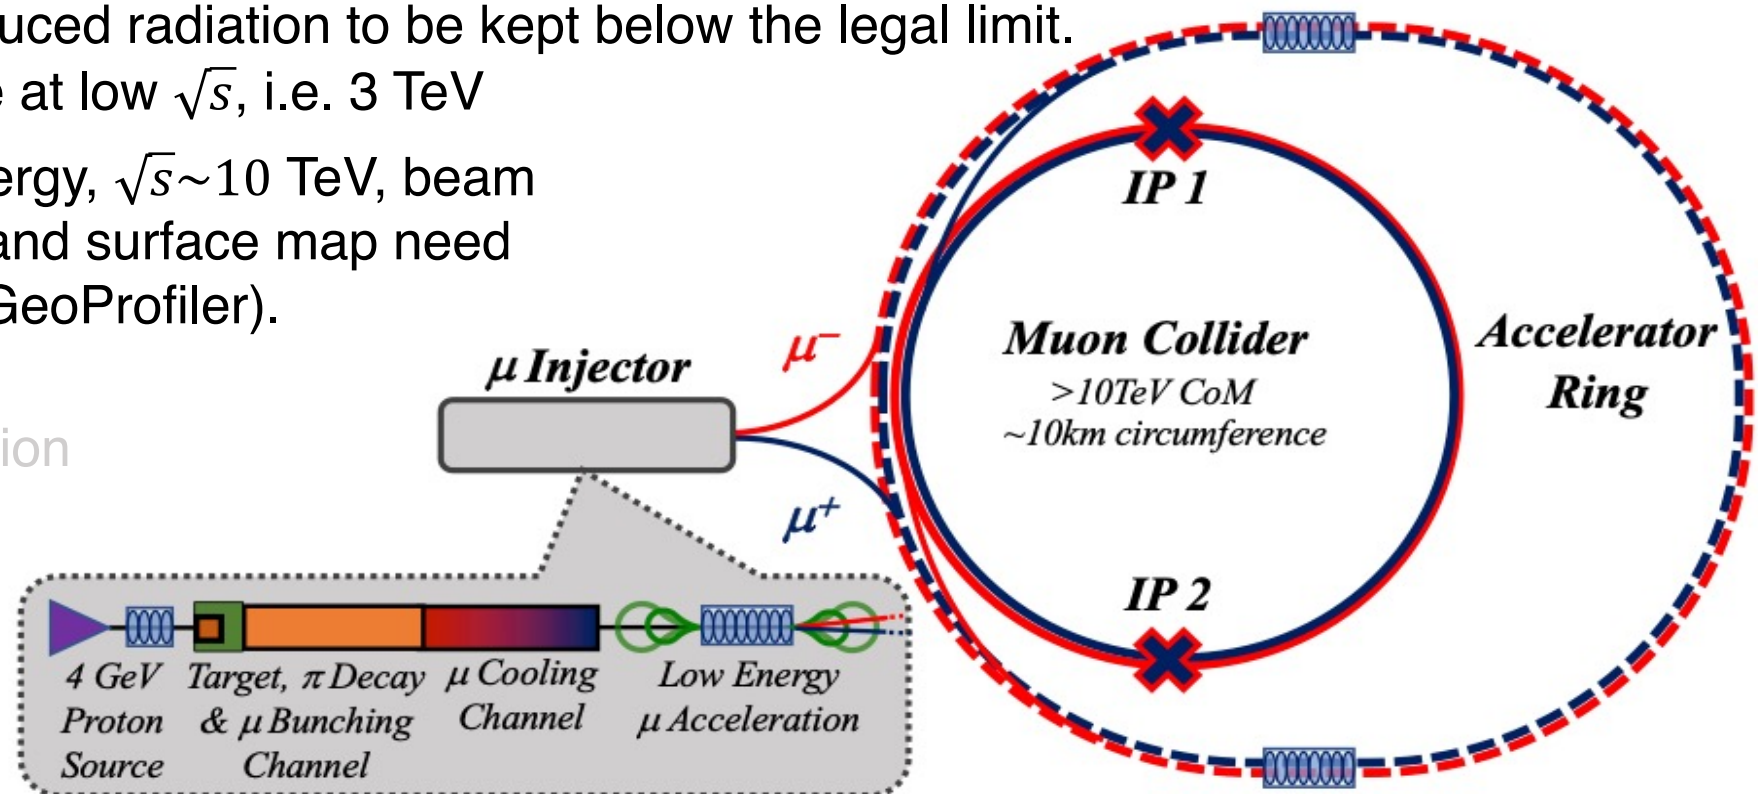 uced radiation to be kept below the legal limit.
at low √s, i.e. 3 TeV
ergy, √s~10 TeV, beam
and surface map need
GeoProfiler).
ion
μ Injector
μ−
μ+
IP 1
Muon Collider
>10TeV CoM
~10km circumference
IP 2
Accelerator
Ring
4 GeV
Proton
Source
Target, π Decay
& μ Bunching
Channel
μ Cooling
Channel
Low Energy
μ Acceleration